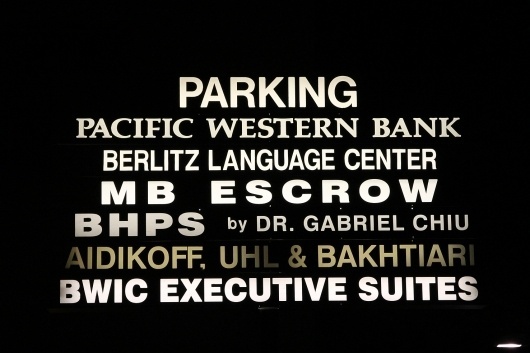 PARKING
PACIFIC WESTERN BANK
BERLITZ LANGUAGE CENTER
MB ESCROW
BHPS by DR. GABRIEL CHIU
AIDIKOFF, UHL & BAKHTIARI
BWIC EXECUTIVE SUITES